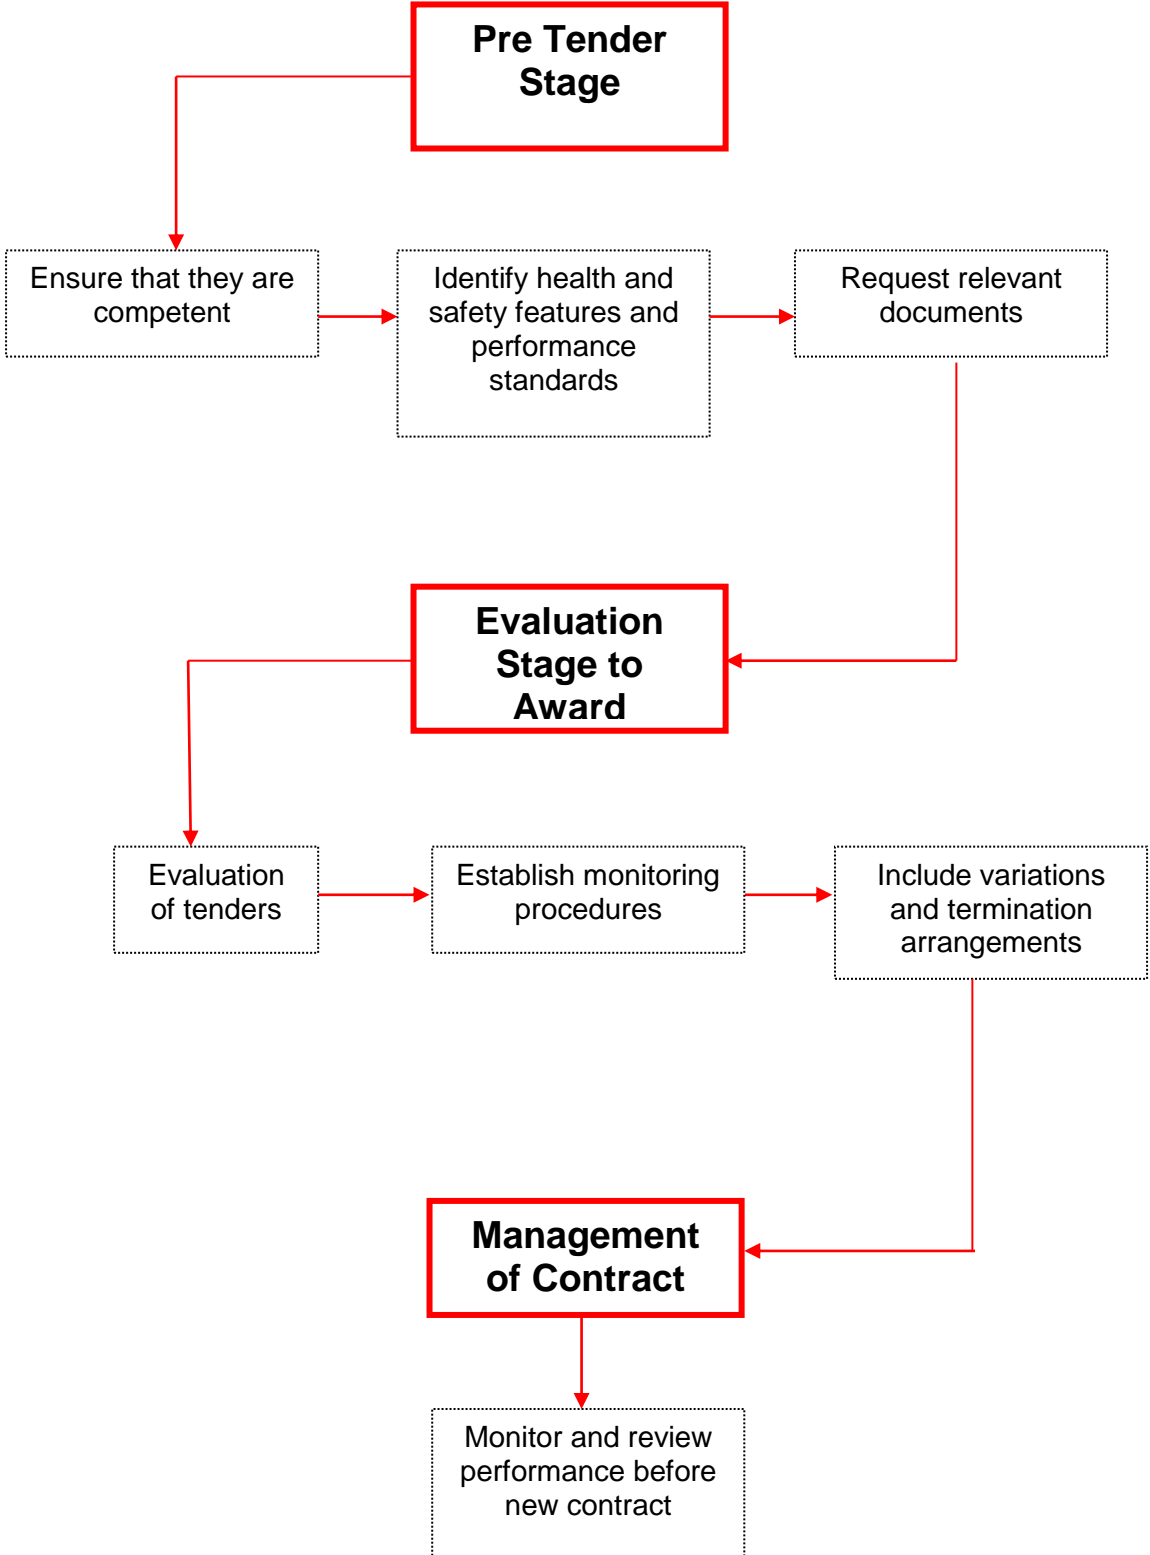 Pre Tender
Stage
Ensure that they are
competent
Identify health and
safety features and
performance
standards
Request relevant
documents
Evaluation
Stage to
Award
Evaluation
of tenders
Establish monitoring
procedures
Include variations
and termination
arrangements
Management
of Contract
Monitor and review
performance before
new contract